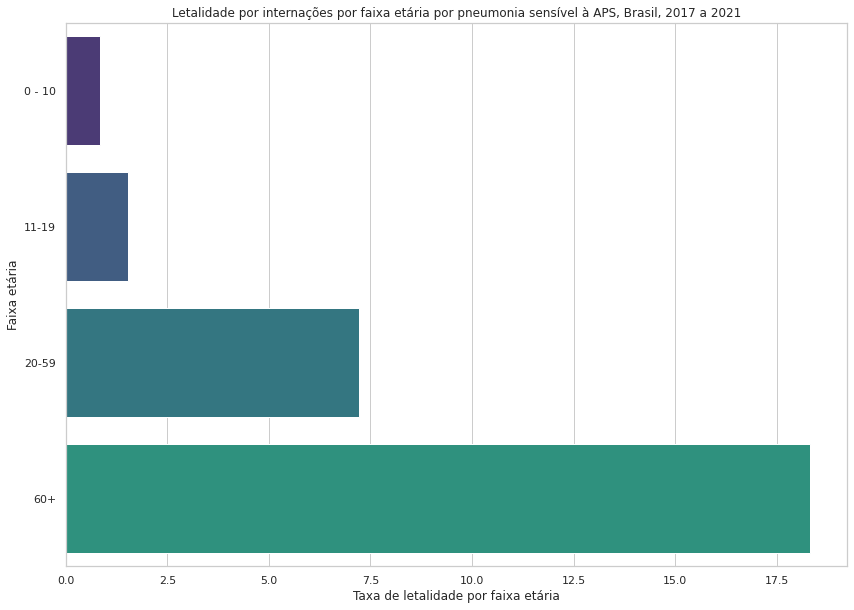 Letalidade por internações por faixa etária por pneumonia sensível à APS, Brasil, 2017 a 2021
Faixa etária
0 - 10
11-19
20-59
60+
0.0 2.5 5.0 7.5 10.0 12.5 15.0 17.5
Taxa de letalidade por faixa etária